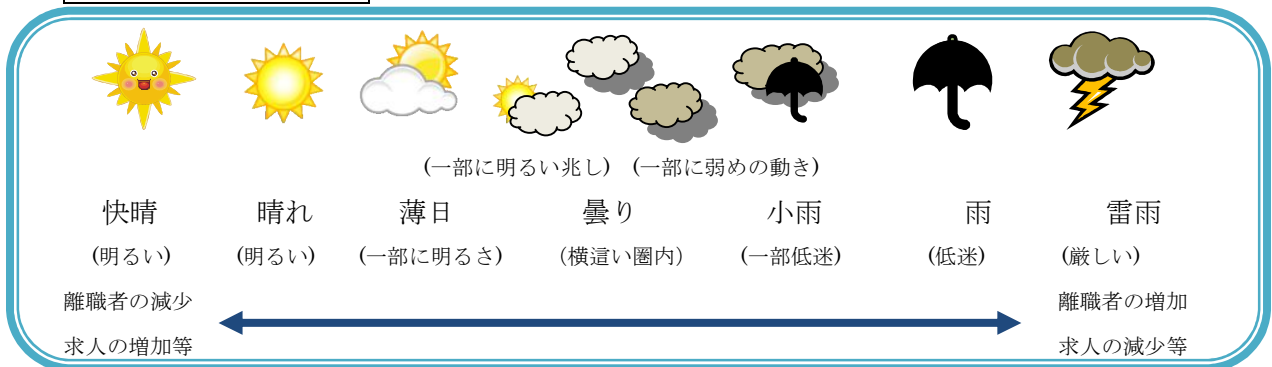 (一部に明るい兆し) (一部に弱めの動き)
快晴 晴れ 薄日 曇り 小雨 雨 雷雨
(明るい) (明るい) (一部に明るさ) (横這い圏内) (一部低迷) (低迷) (厳しい)
離職者の減少 離職者の増加
求人の増加等 求人の減少等